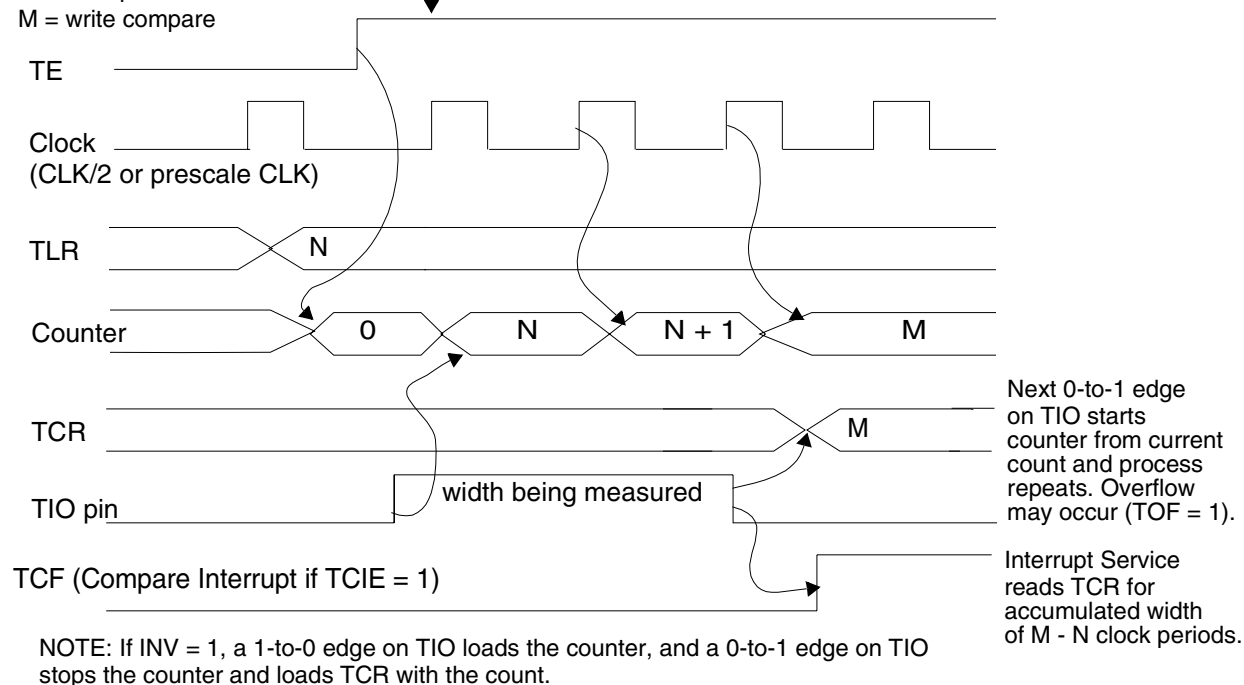 M = write compare
TE
Clock
(CLK/2 or prescale CLK)
TLR
N
Counter
0
N
N + 1
M
TCR
M
Next 0-to-1 edge
on TIO starts
counter from current
count and process
repeats. Overflow
may occur (TOF = 1).
TIO pin
width being measured
TCF (Compare Interrupt if TCIE = 1)
Interrupt Service
reads TCR for
accumulated width
of M - N clock periods.
NOTE: If INV = 1, a 1-to-0 edge on TIO loads the counter, and a 0-to-1 edge on TIO
stops the counter and loads TCR with the count.